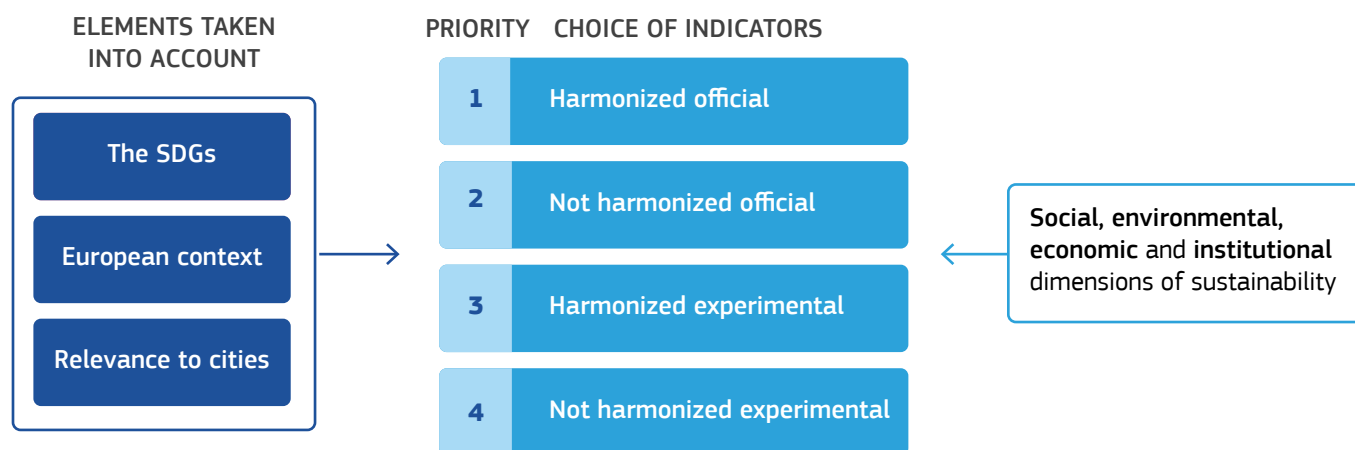 ELEMENTS TAKEN
INTO ACCOUNT
The SDGs
European context
Relevance to cities
PRIORITY CHOICE OF INDICATORS
1 Harmonized official
2 Not harmonized official
3 Harmonized experimental
4 Not harmonized experimental
Social, environmental,
economic and institutional
dimensions of sustainability